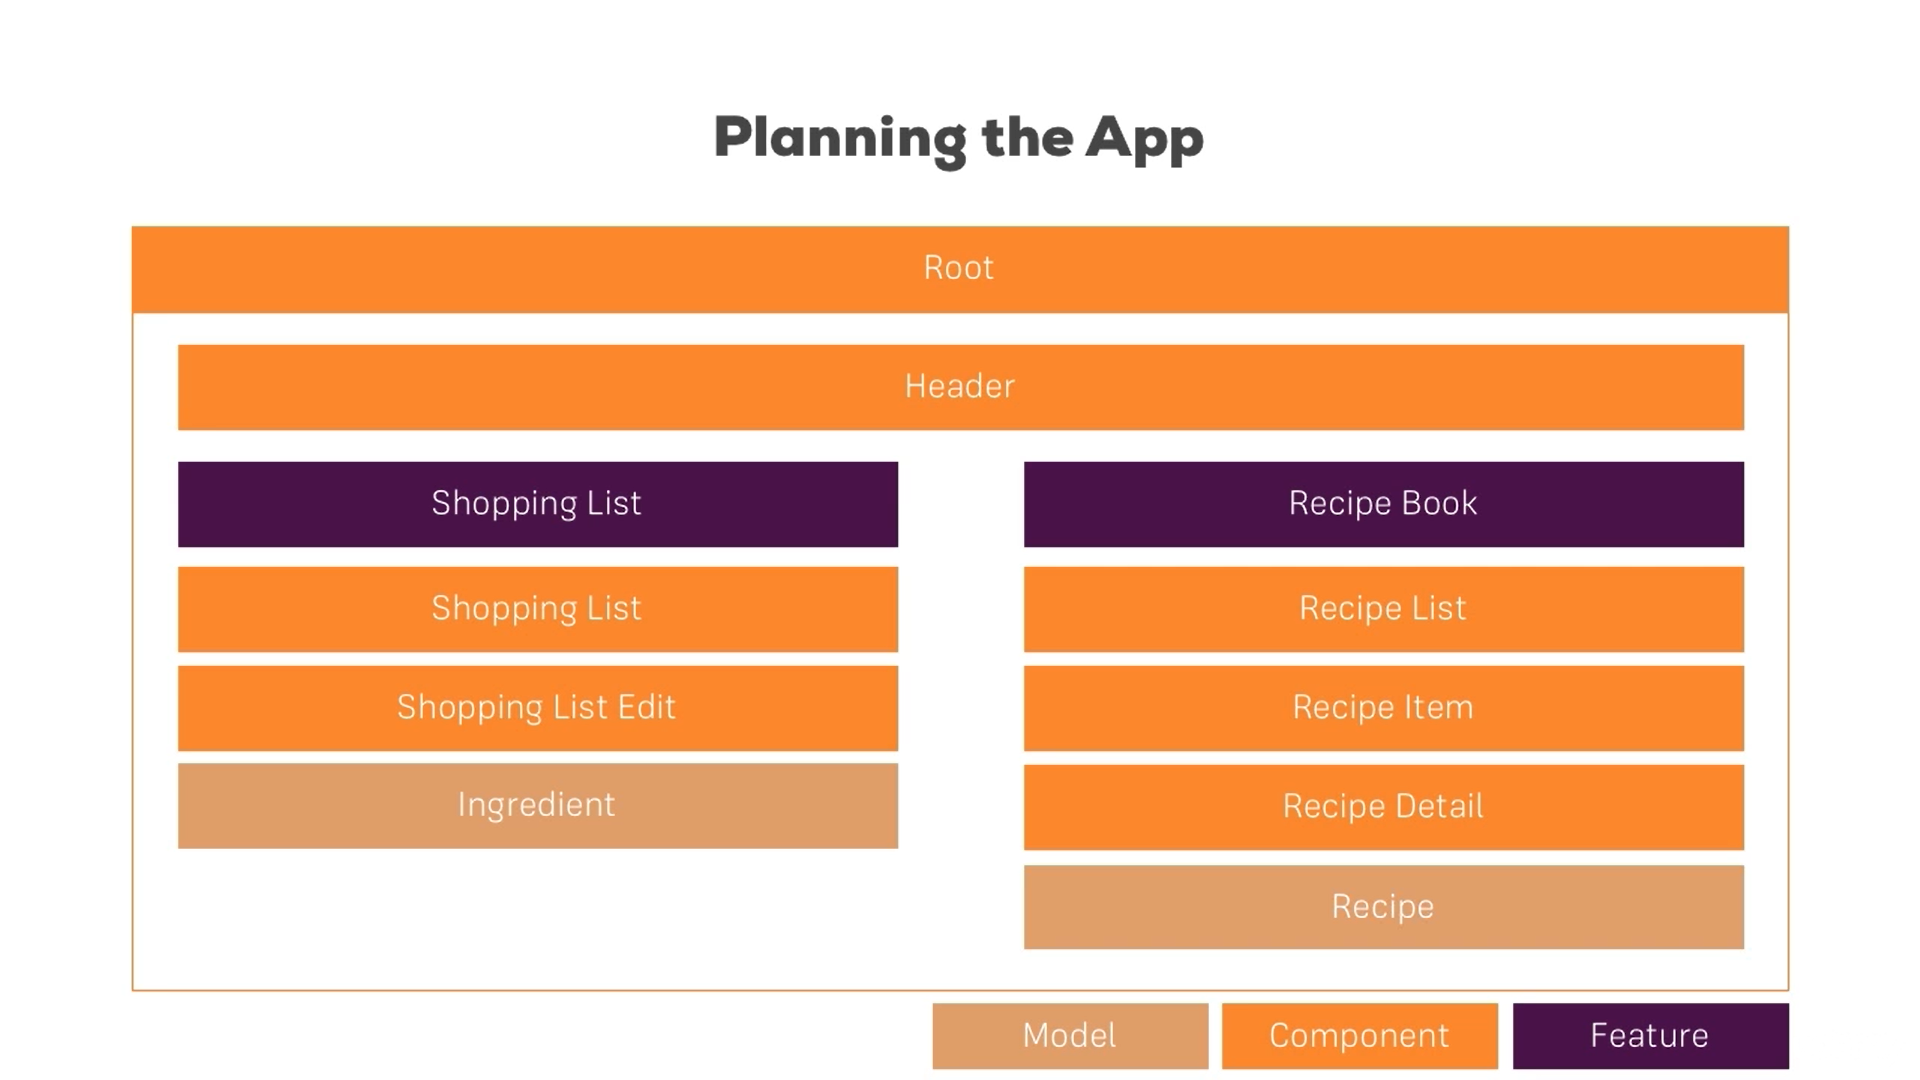 Planning the App
Root
Header
Shopping List
Shopping List
Shopping List Edit
Ingredient
Recipe Book
Recipe List
Recipe Item
Recipe Detail
Recipe
Model
Component
Feature